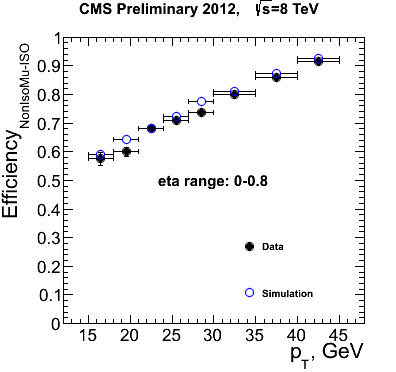 CMS Preliminary 2012, √s=8 TeV
Efficiency NonIsoMu-ISO
1
0.9
0.8
0.7
0.6
0.5
0.4
0.3
0.2
0.1
0
eta range: 0-0.8
Data
Simulation
15 20 25 30 35 40 45
pT, GeV